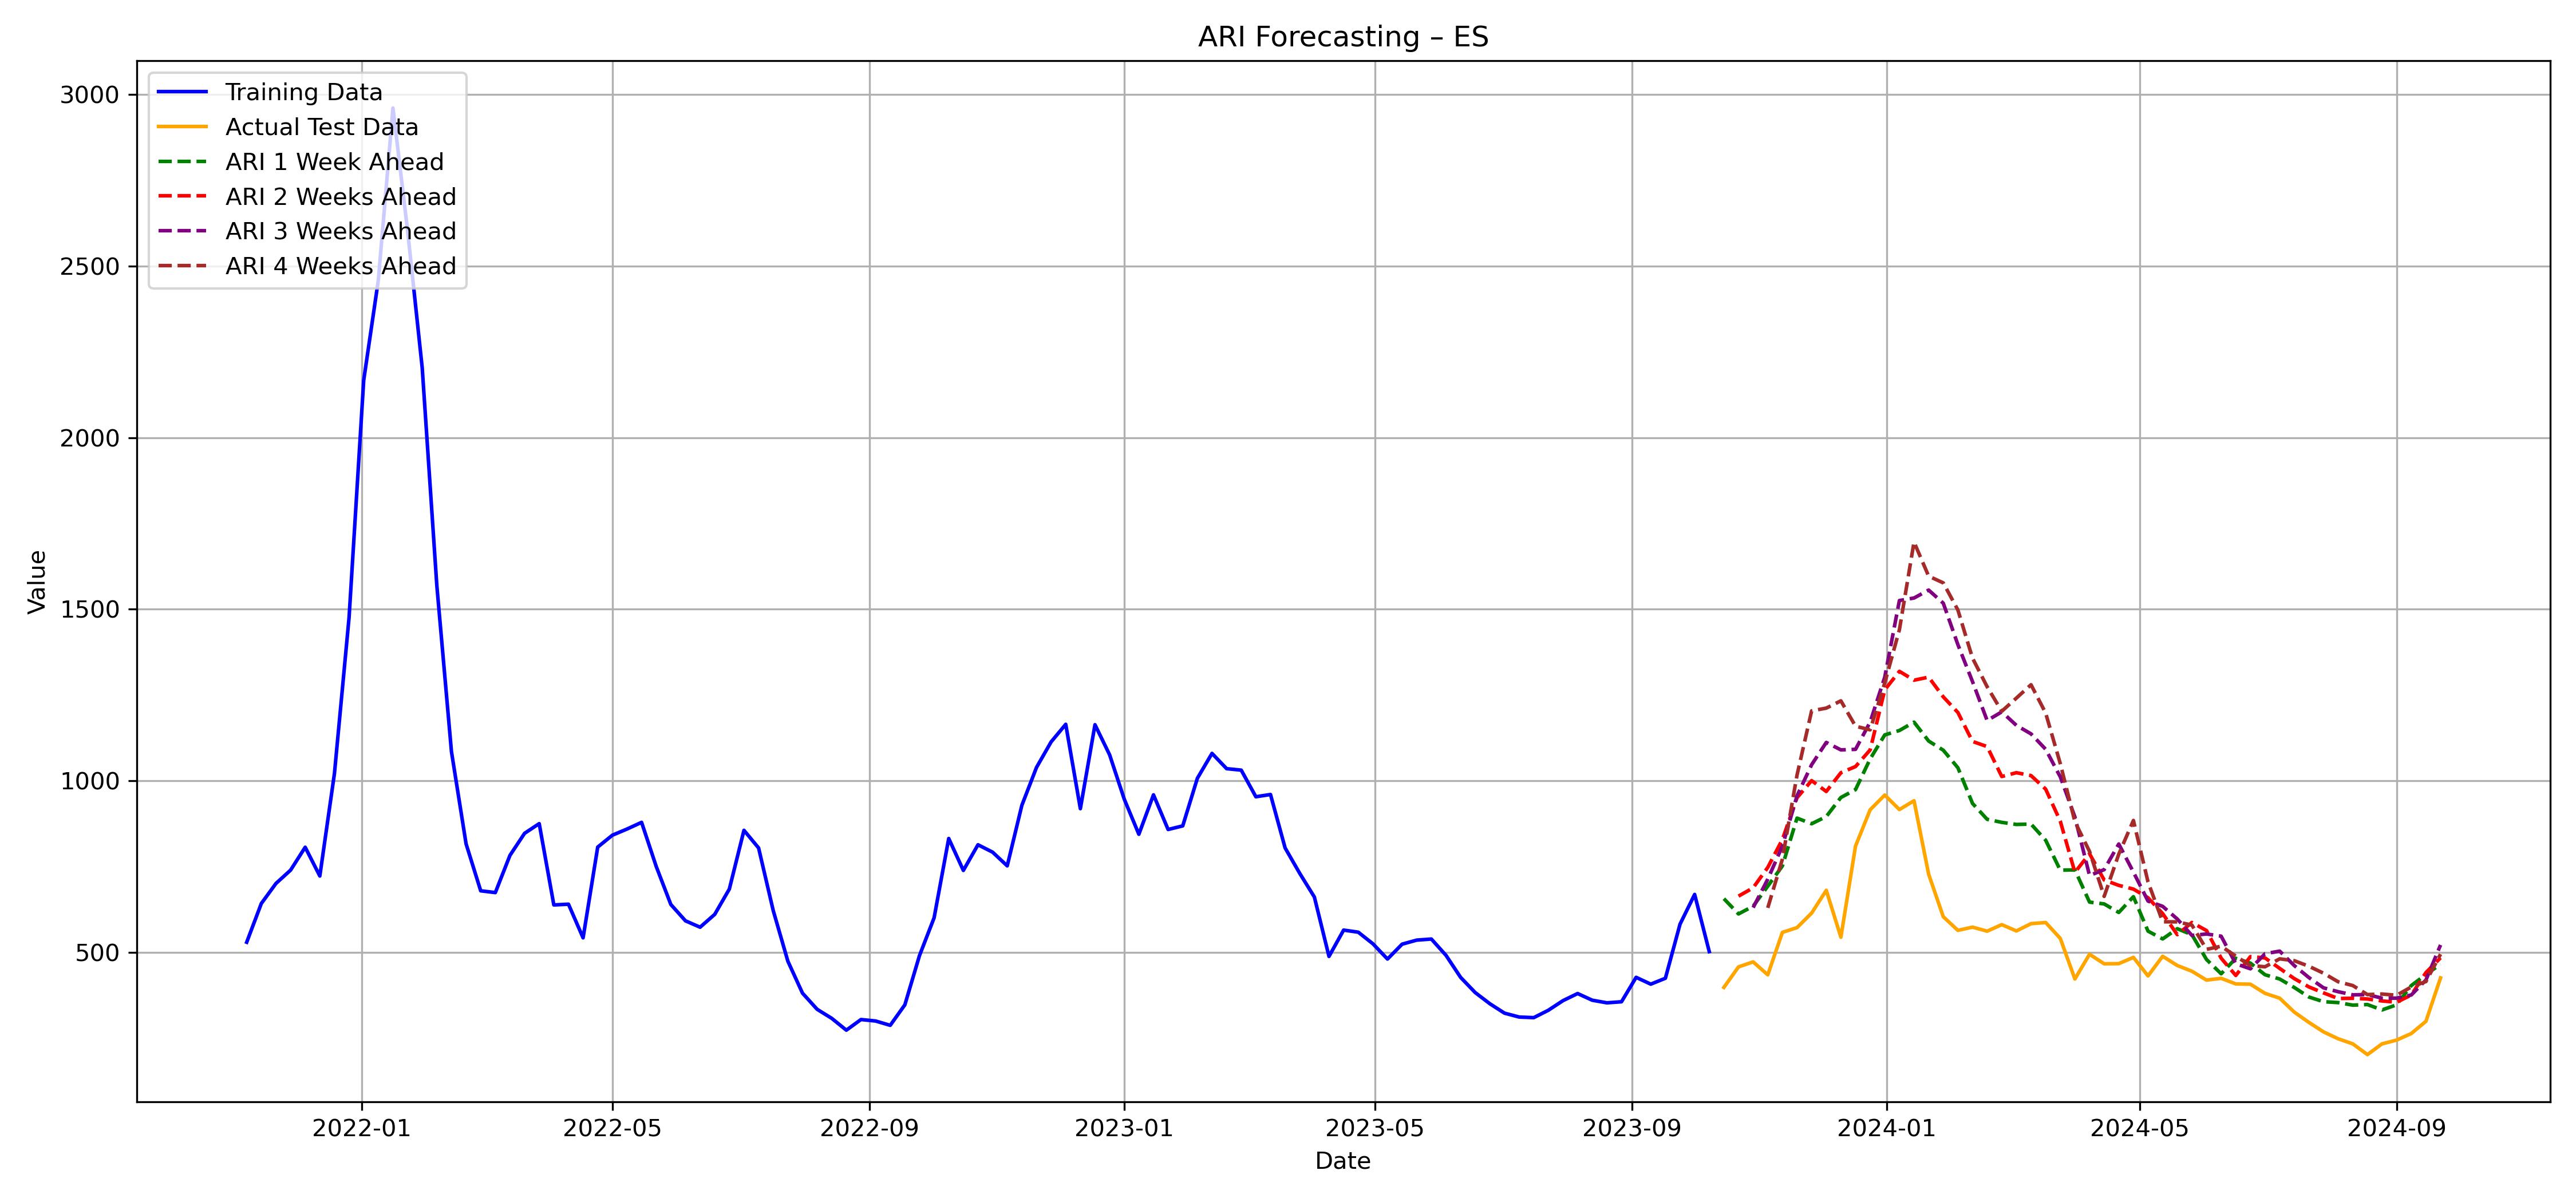 ARI Forecasting – ES
Training Data
Actual Test Data
ARI 1 Week Ahead
ARI 2 Weeks Ahead
ARI 3 Weeks Ahead
ARI 4 Weeks Ahead
3000
2500
2000
1500
1000
500
Value
2022-01
2022-05
2022-09
2023-01
2023-05
2023-09
2024-01
2024-05
2024-09
Date